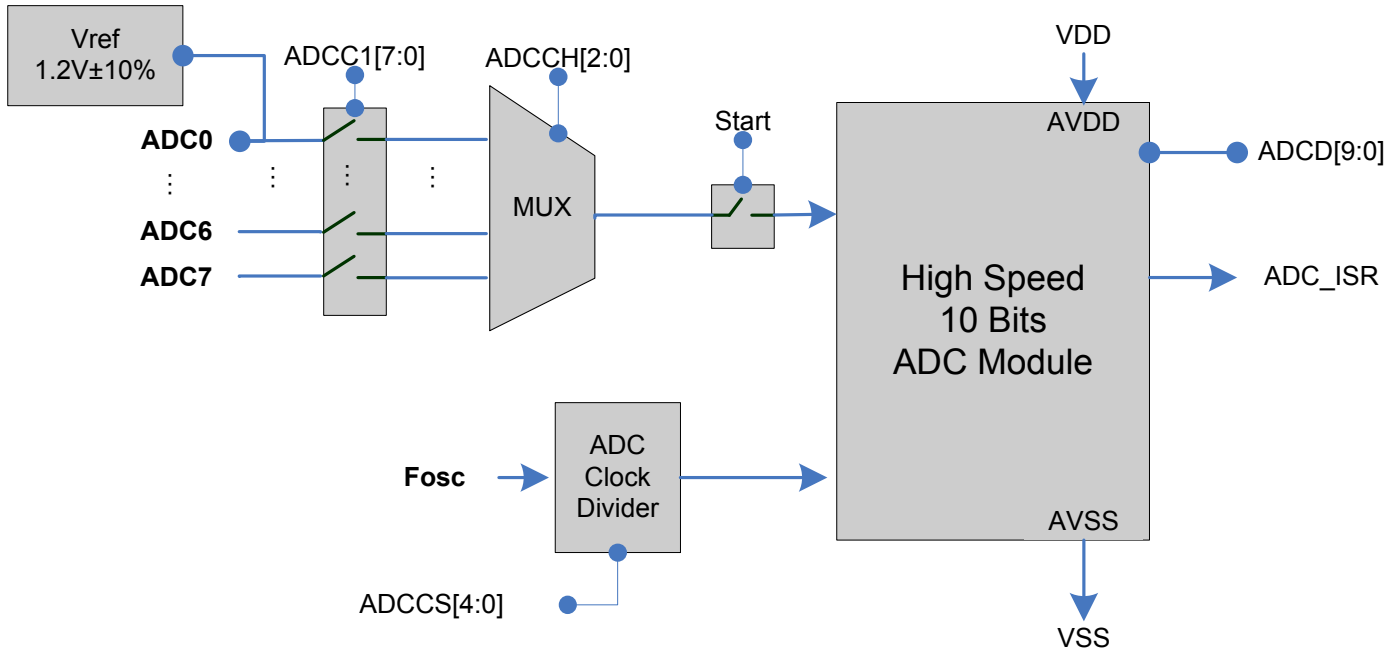 Vref
1.2V±10%
ADCC1[7:0]
ADCCH[2:0]
VDD
ADC0
Start
AVDD
ADCD[9:0]
ADC6
MUX
ADC7
High Speed
10 Bits
ADC Module
ADC_ISR
Fosc
ADC
Clock
Divider
AVSS
ADCCS[4:0]
VSS